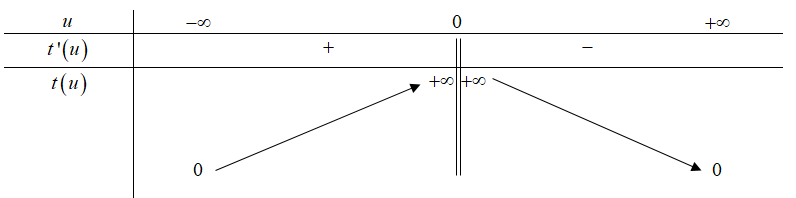 u −∞ 0 +∞
t'(u) + −
t(u) +∞ +∞
0 0